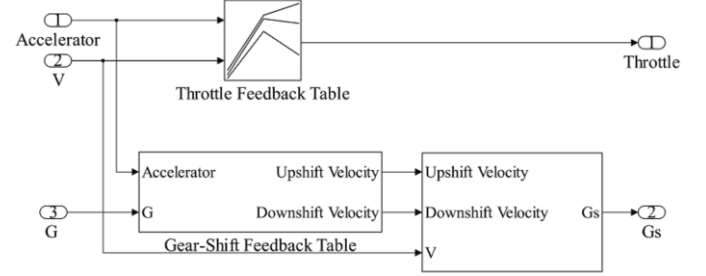 1
Accelerator
2
V
Throttle Feedback Table
1
Throttle
Accelerator
Upshift Velocity
G
Downshift Velocity
Gear-Shift Feedback Table
3
G
Upshift Velocity
Downshift Velocity
Gs
V
2
Gs